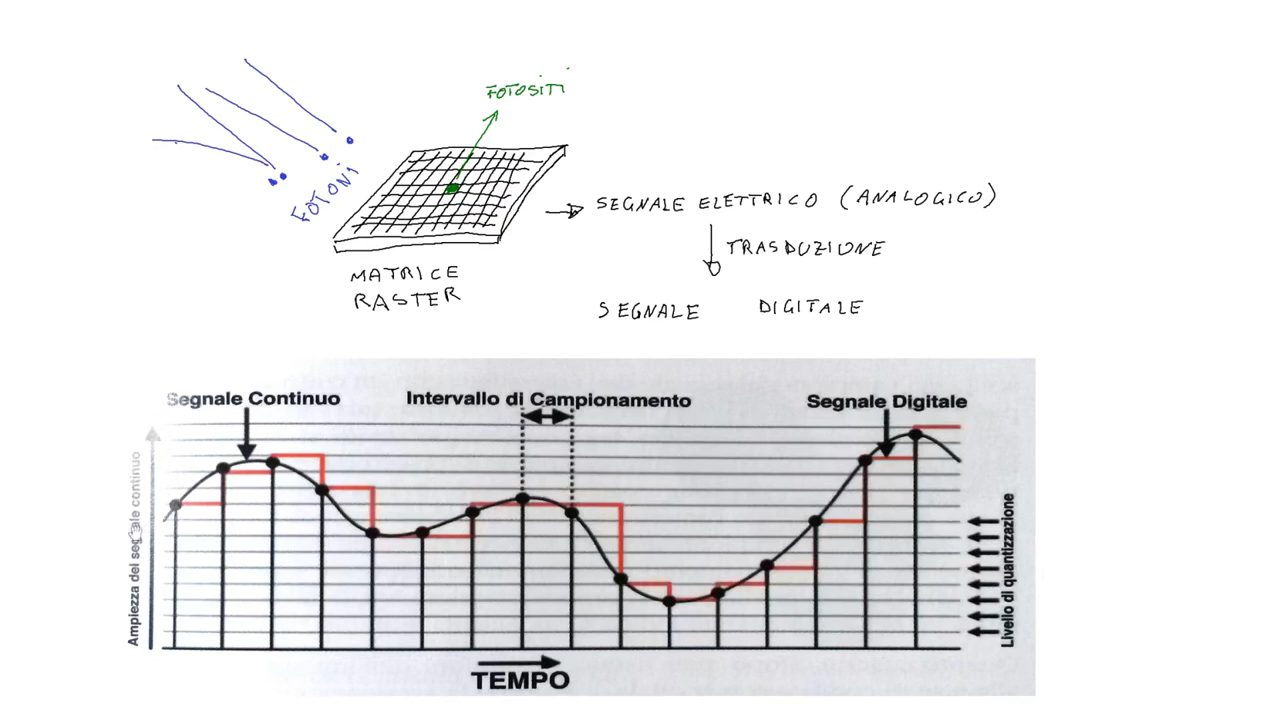 FOTOSITI
FOTONI
SEGNALE ELETTRICO (ANALOGICO)
TRASDUZIONE
MATRICE
RASTER
SEGNALE DIGITALE
Segnale Continuo
Intervallo di Campionamento
Segnale Digitale
Ampiezza del segnale continuo
Livello di quantizzazione
TEMPO